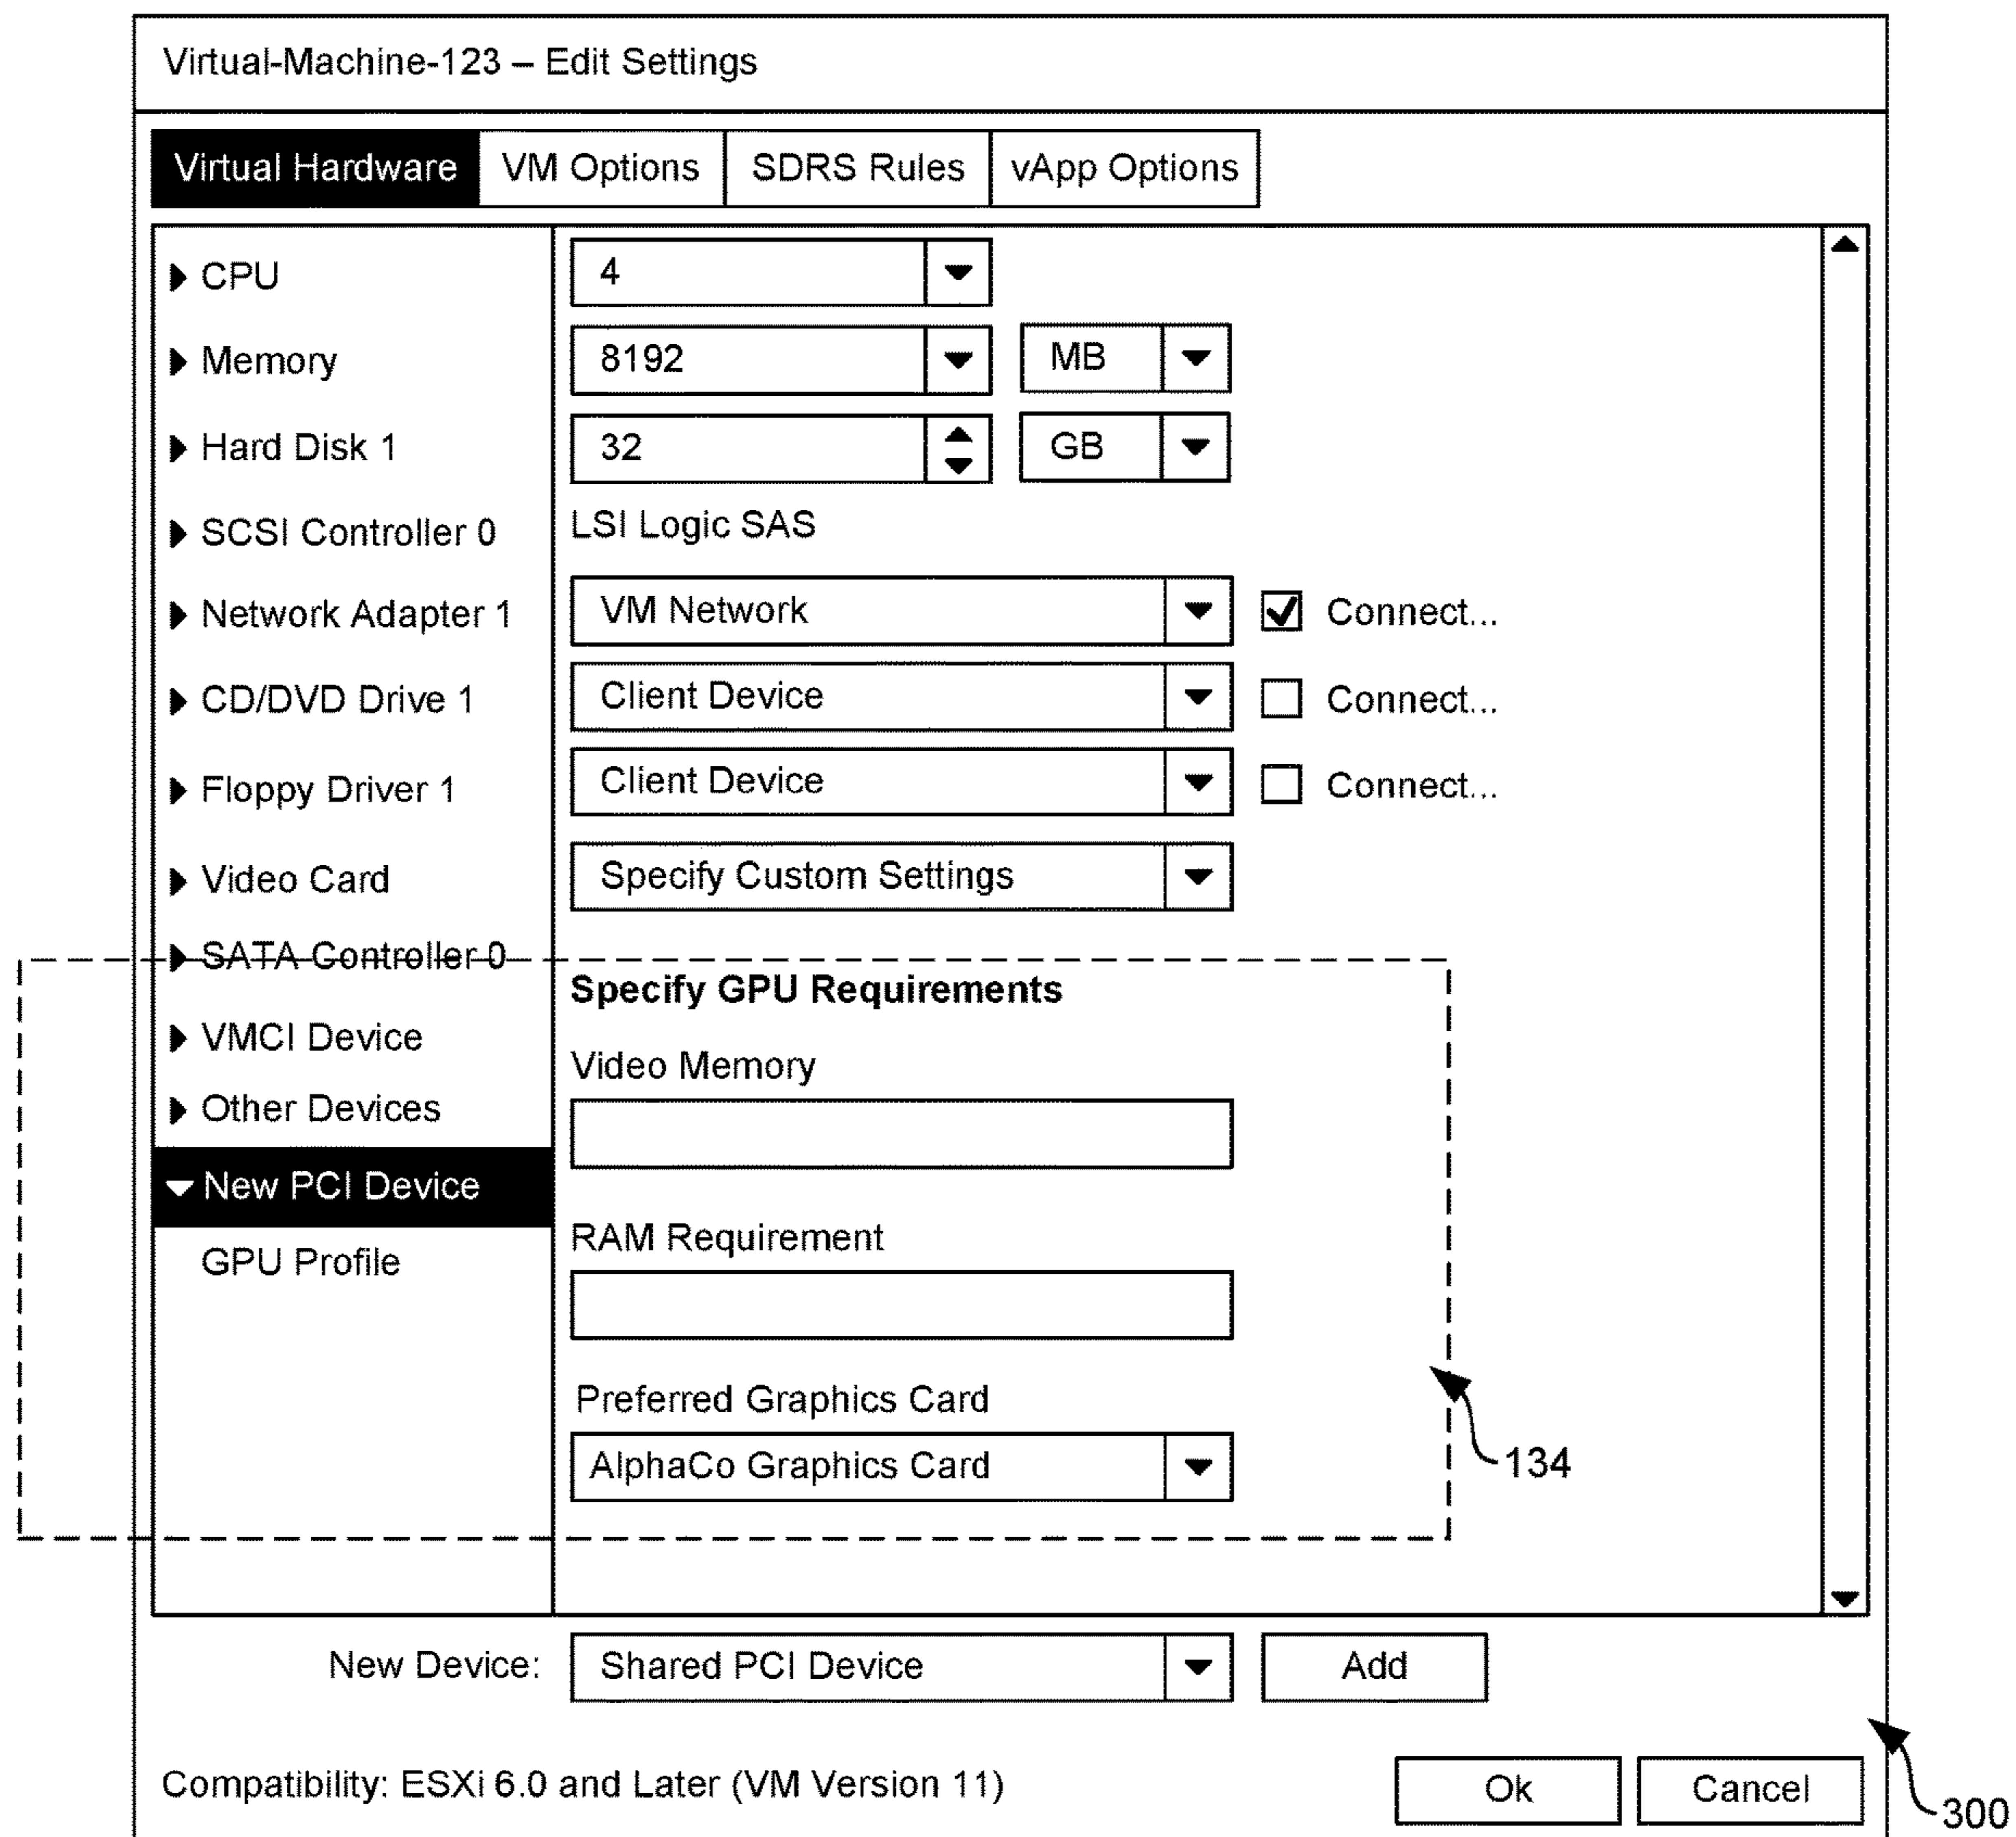 Virtual-Machine-123 – Edit Settings
Virtual Hardware VM Options SDRS Rules vApp Options
CPU 4
Memory 8192 MB
Hard Disk 1 32 GB
SCSI Controller 0 LSI Logic SAS
Network Adapter 1 VM Network Connect...
CD/DVD Drive 1 Client Device Connect...
Floppy Driver 1 Client Device Connect...
Video Card Specify Custom Settings
SATA Controller 0
Specify GPU Requirements
VMCI Device
Video Memory
Other Devices
New PCI Device
RAM Requirement
GPU Profile
Preferred Graphics Card
AlphaCo Graphics Card
134
New Device: Shared PCI Device Add
Compatibility: ESXi 6.0 and Later (VM Version 11) Ok Cancel
300